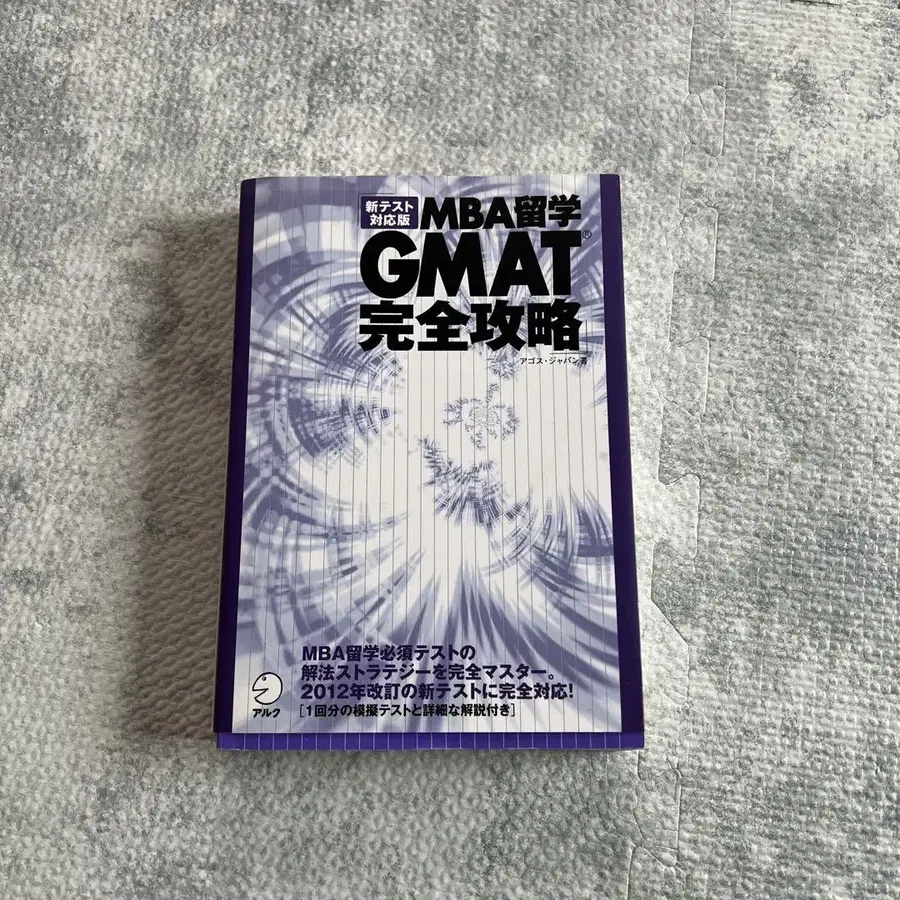 新テスト
対応版
MBA留学
GMAT®
完全攻略
アゴス・ジャパン著
MBA留学必須テストの
解法ストラテジーを完全マスター。
2012年改訂の新テストに完全対応!
[1回分の模擬テストと詳細な解説付き]
アルク